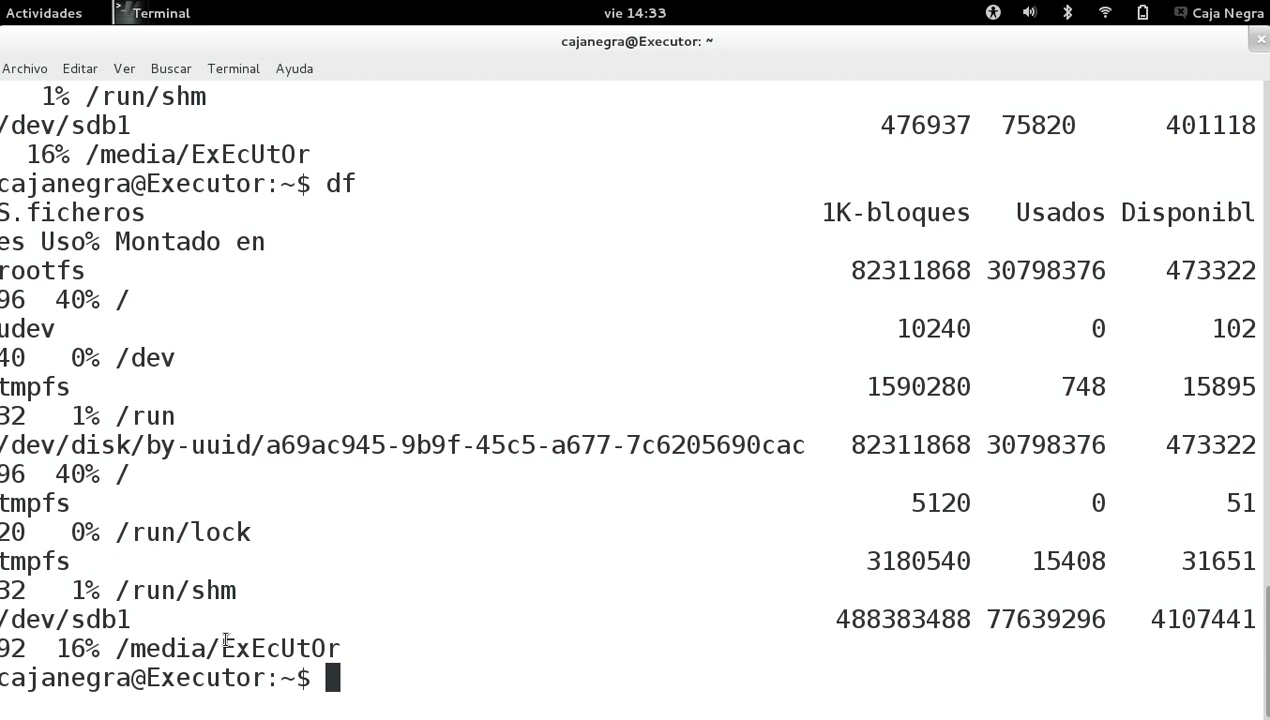 Actividades Terminal vie 14:33 Caja Negra
cajanegra@Executor: ~
Archivo Editar Ver Buscar Terminal Ayuda
1% /run/shm
/dev/sdb1 476937 75820 401118
16% /media/ExEcUtOr
cajanegra@Executor:~$ df
S.ficheros 1K-bloques Usados Disponibl
es Uso% Montado en
rootfs 82311868 30798376 473322
96 40% /
udev 10240 0 102
40 0% /dev
tmpfs 1590280 748 15895
32 1% /run
/dev/disk/by-uuid/a69ac945-9b9f-45c5-a677-7c6205690cac 82311868 30798376 473322
96 40% /
tmpfs 5120 0 51
20 0% /run/lock
tmpfs 3180540 15408 31651
32 1% /run/shm
/dev/sdb1 488383488 77639296 4107441
92 16% /media/ExEcUtOr
cajanegra@Executor:~$